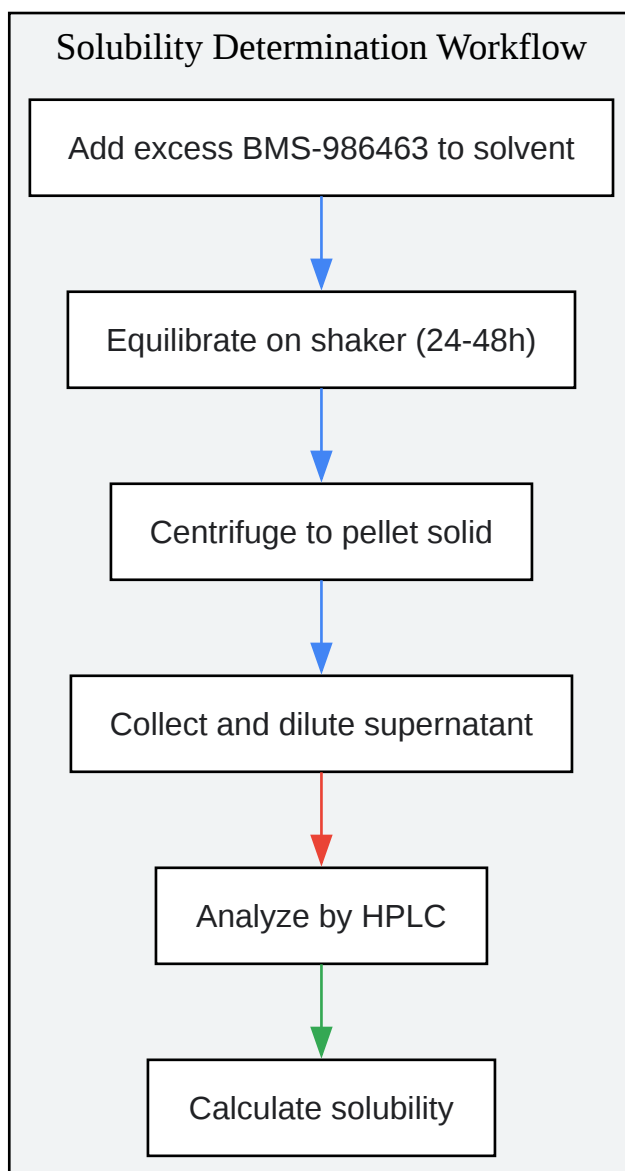 Solubility Determination Workflow
Add excess BMS-986463 to solvent
Equilibrate on shaker (24-48h)
Centrifuge to pellet solid
Collect and dilute supernatant
Analyze by HPLC
Calculate solubility